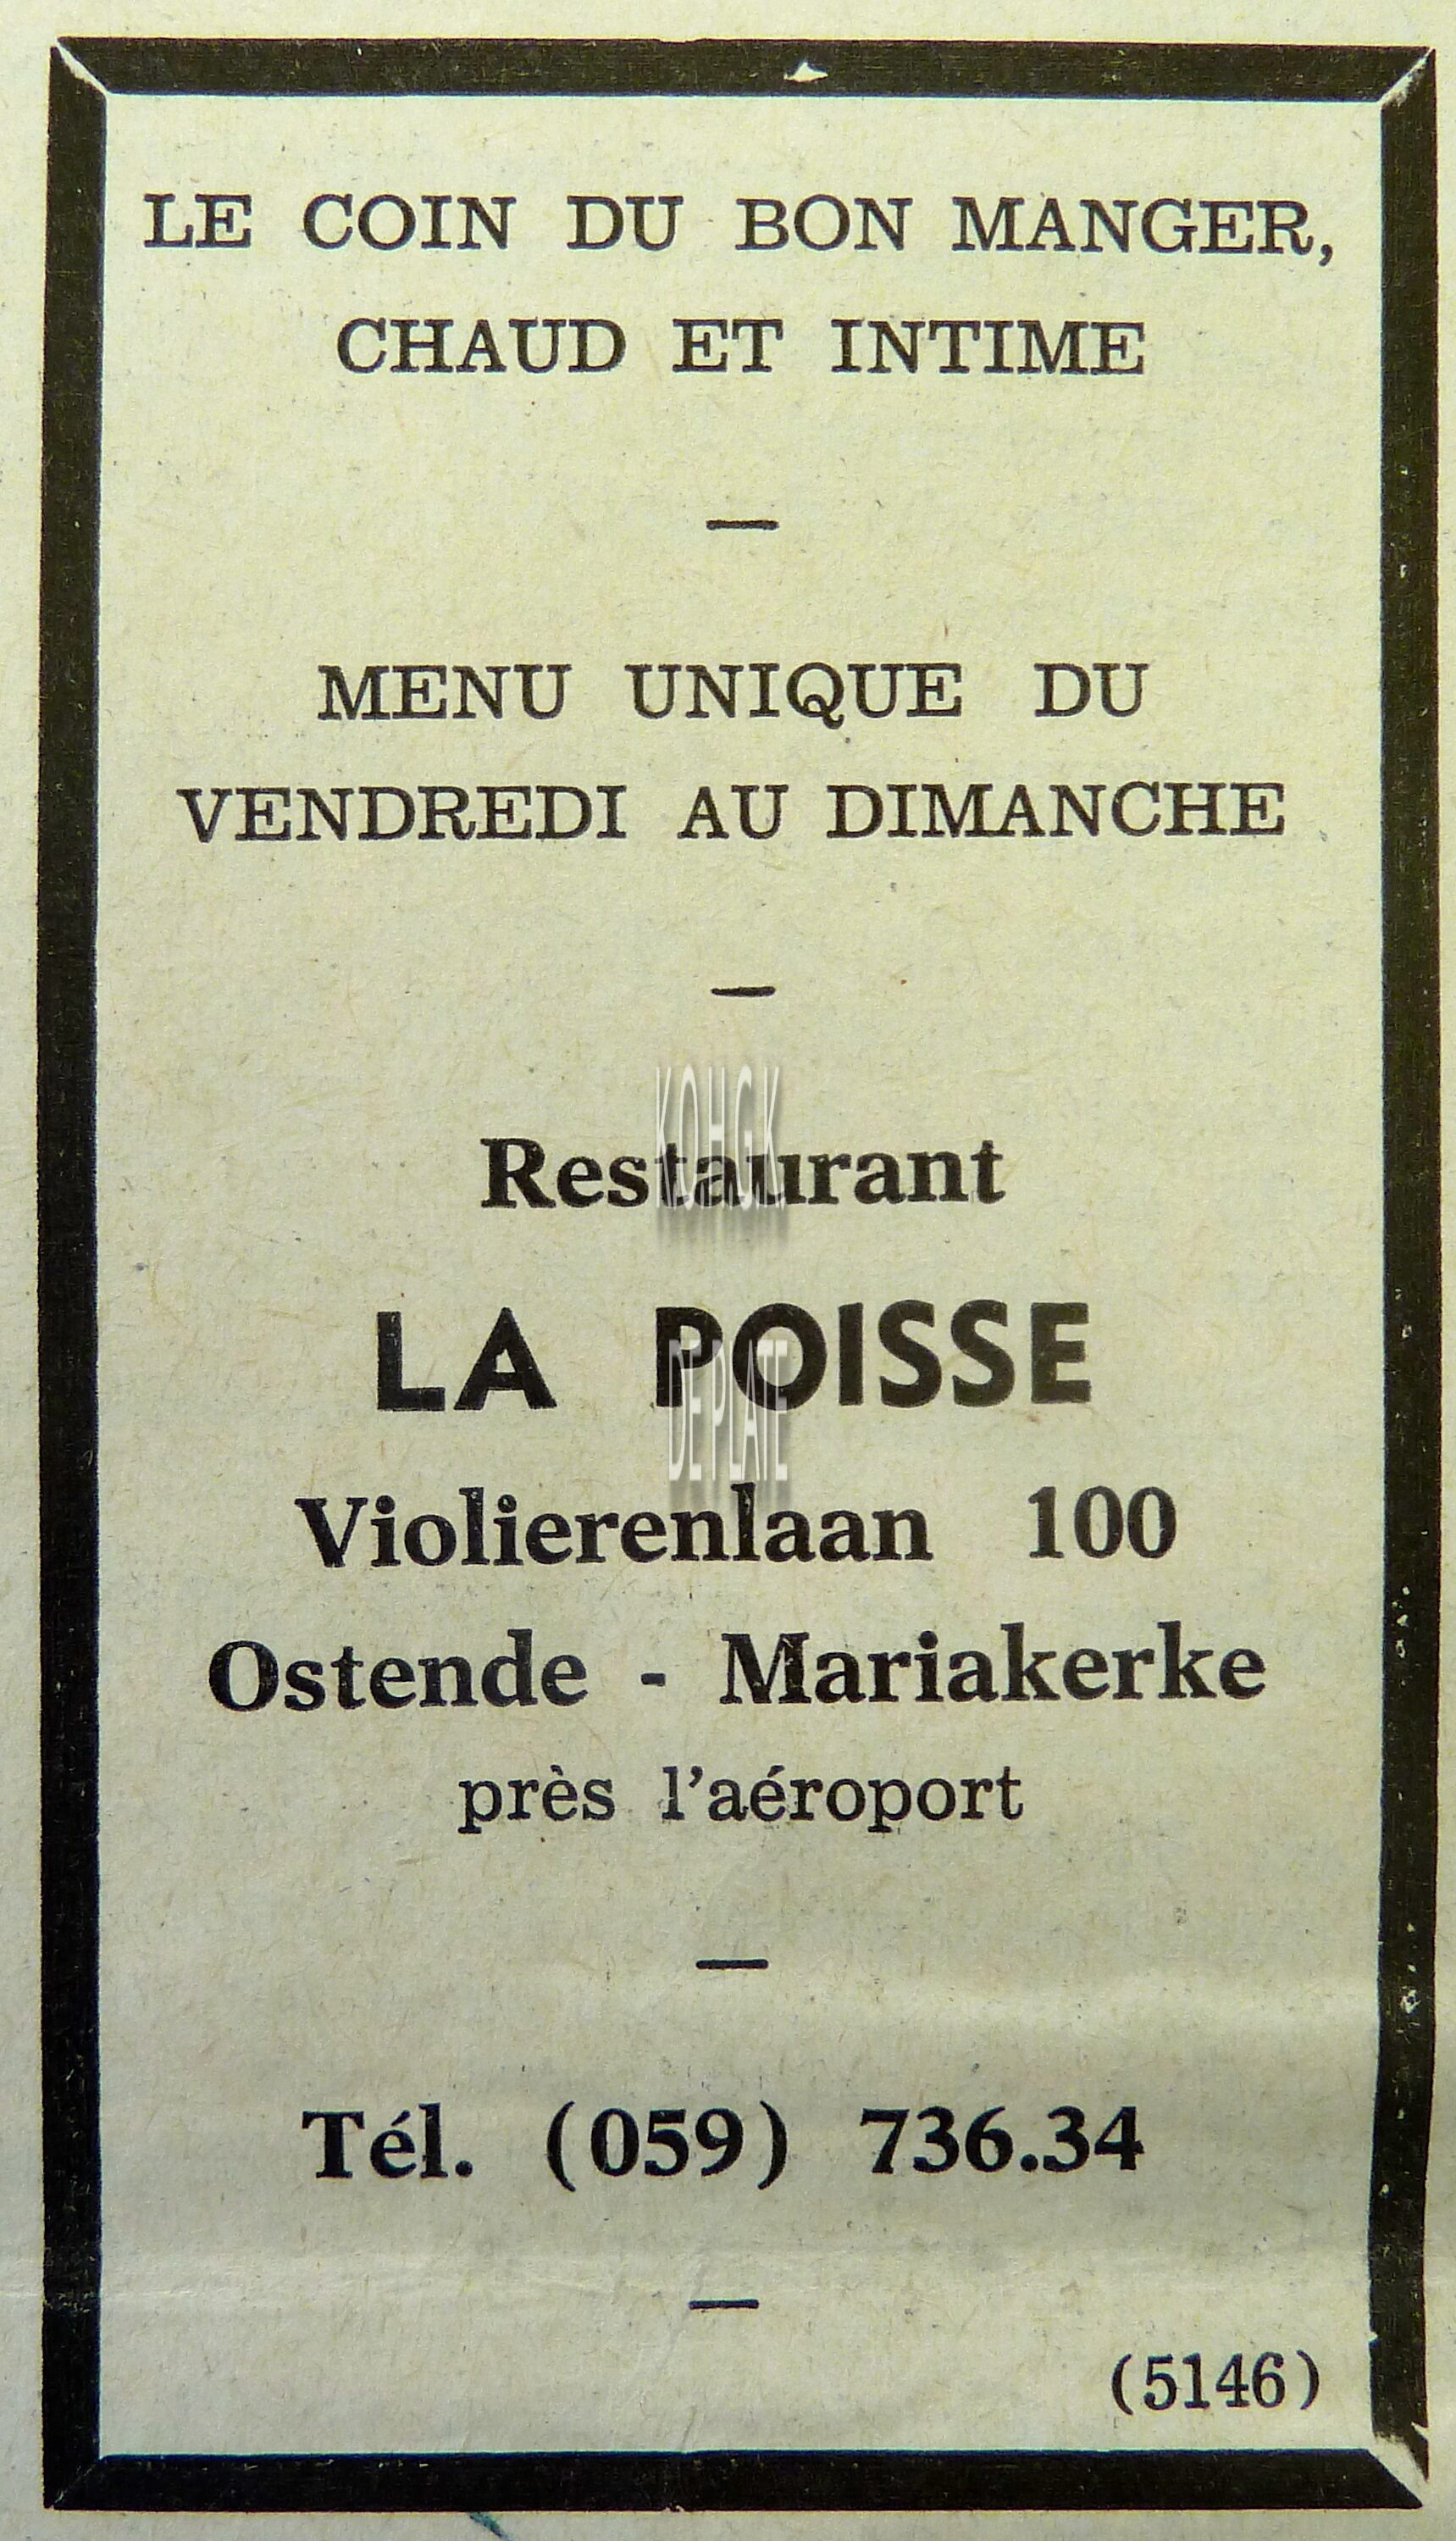 LE COIN DU BON MANGER,
CHAUD ET INTIME
—
MENU UNIQUE DU
VENDREDI AU DIMANCHE
—
K.O.H.G.K.
Restaurant
LA POISSE
DE PLATE
Violierenlaan 100
Ostende - Mariakerke
près l'aéroport
—
Tél. (059) 736.34
—
(5146)